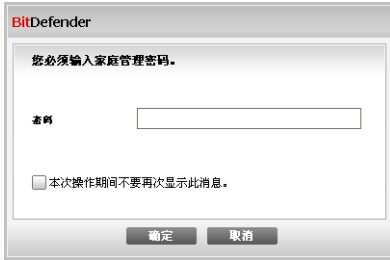 BitDefender
您必须输入家庭管理密码。
密码
本次操作期间不要再次显示此消息。
确定
取消